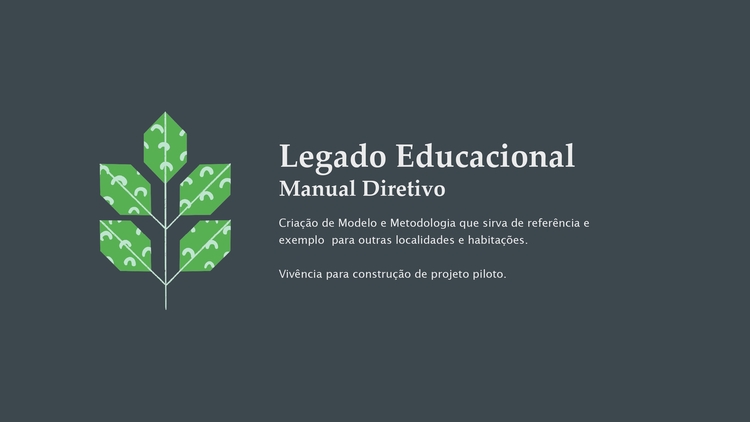 Legado Educacional
Manual Diretivo
Criação de Modelo e Metodologia que sirva de referência e
exemplo  para outras localidades e habitações.
Vivência para construção de projeto piloto.